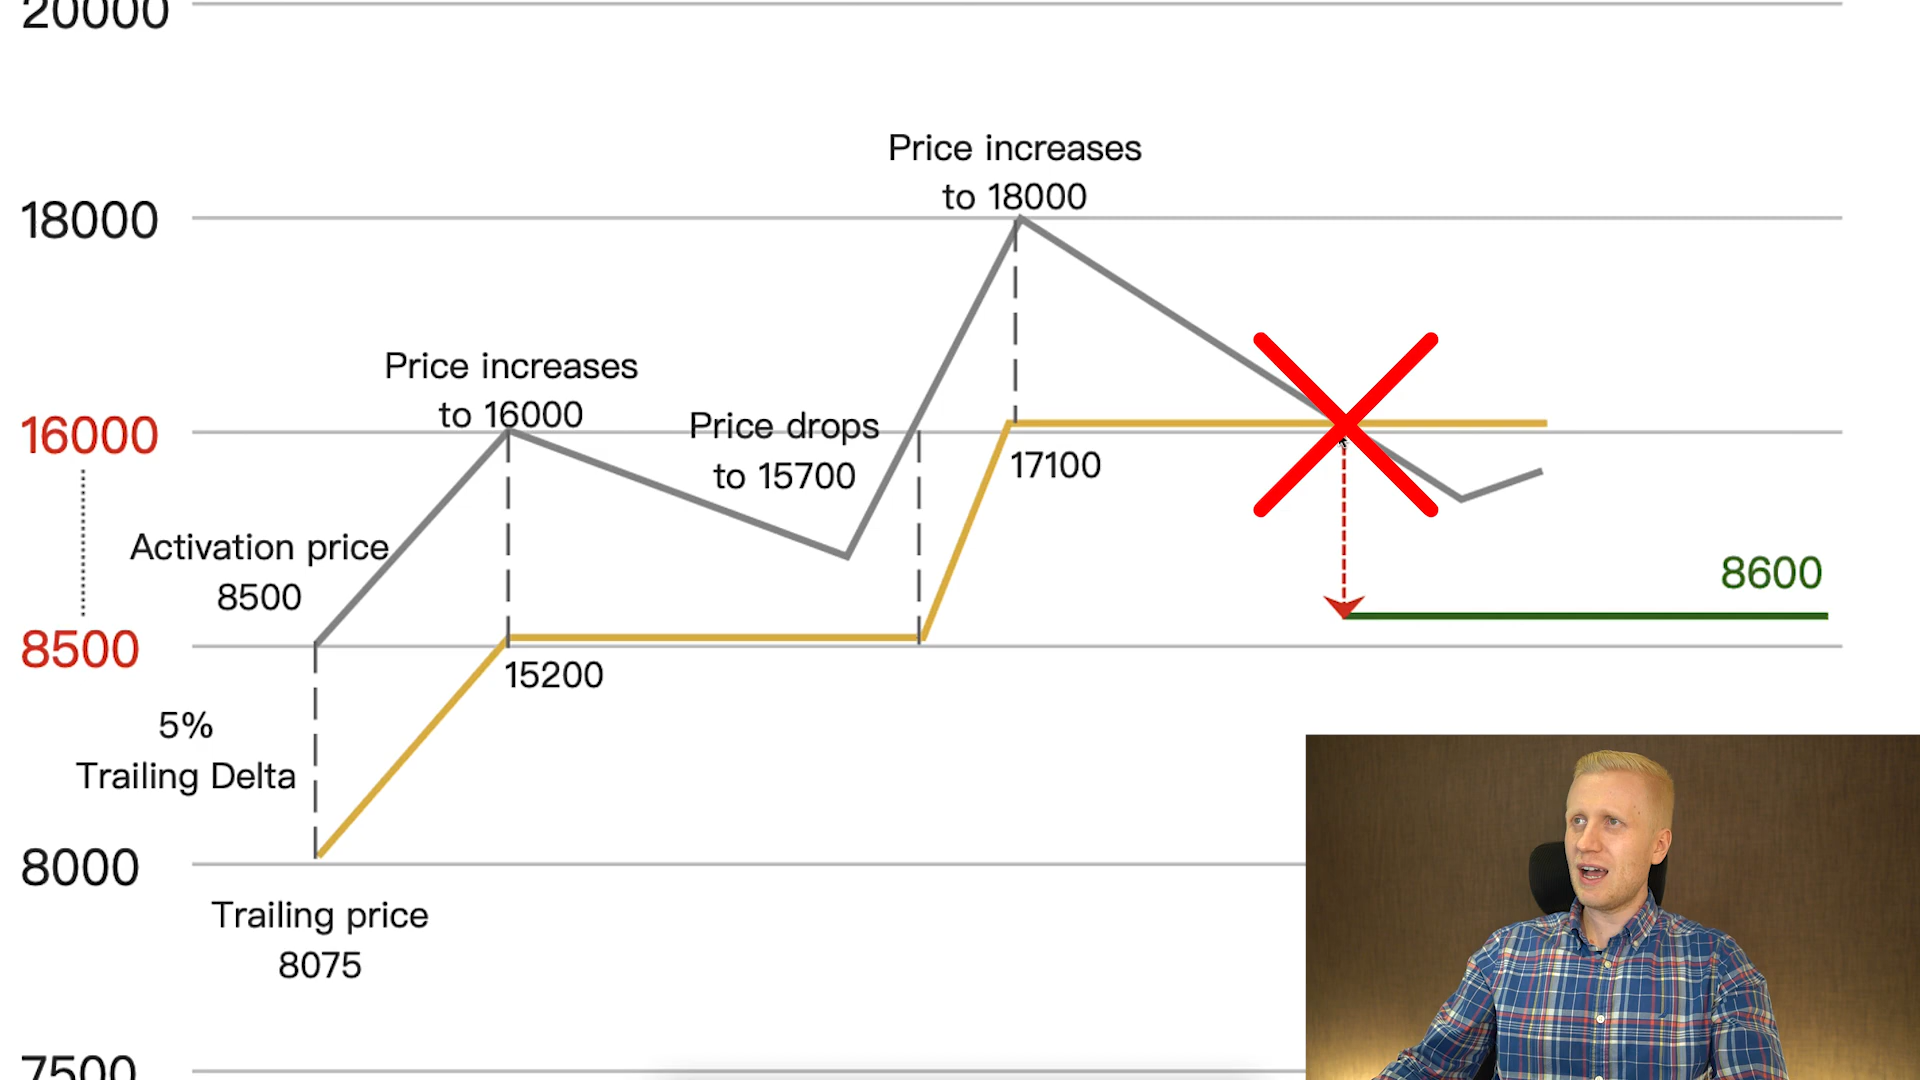 20000
Price increases
to 18000
18000
Price increases
to 16000
Price drops
to 15700
16000
17100
Activation price
8500
8600
8500
15200
5%
Trailing Delta
8000
Trailing price
8075
7500